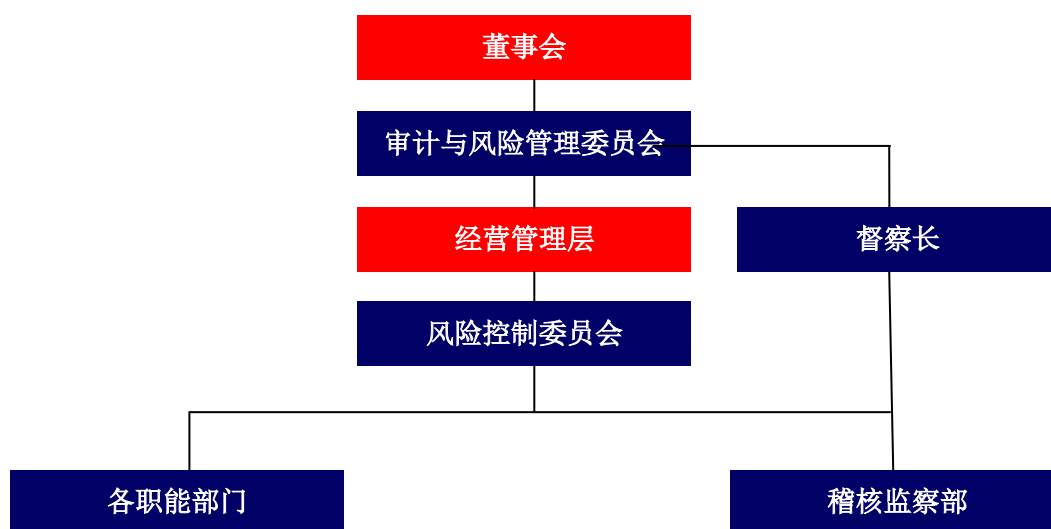 董事会
审计与风险管理委员会
经营管理层
督察长
风险控制委员会
各职能部门
稽核监察部